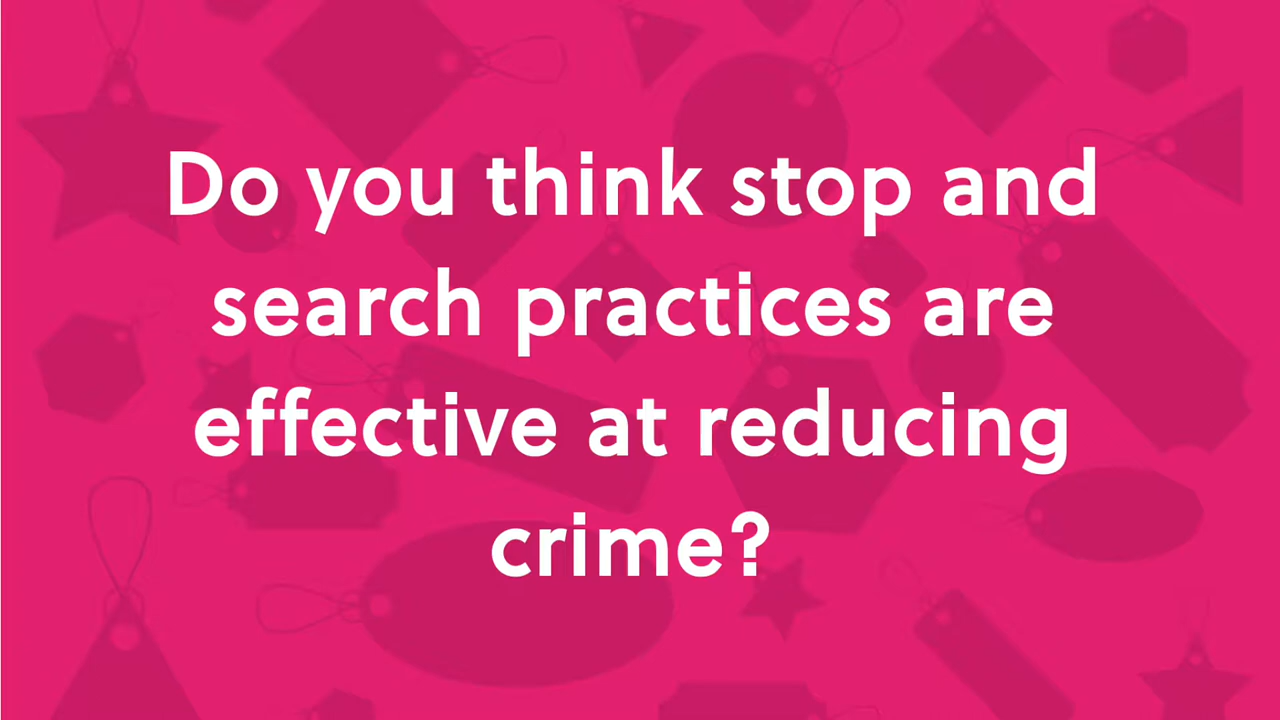 Do you think stop and
search practices are
effective at reducing
crime?